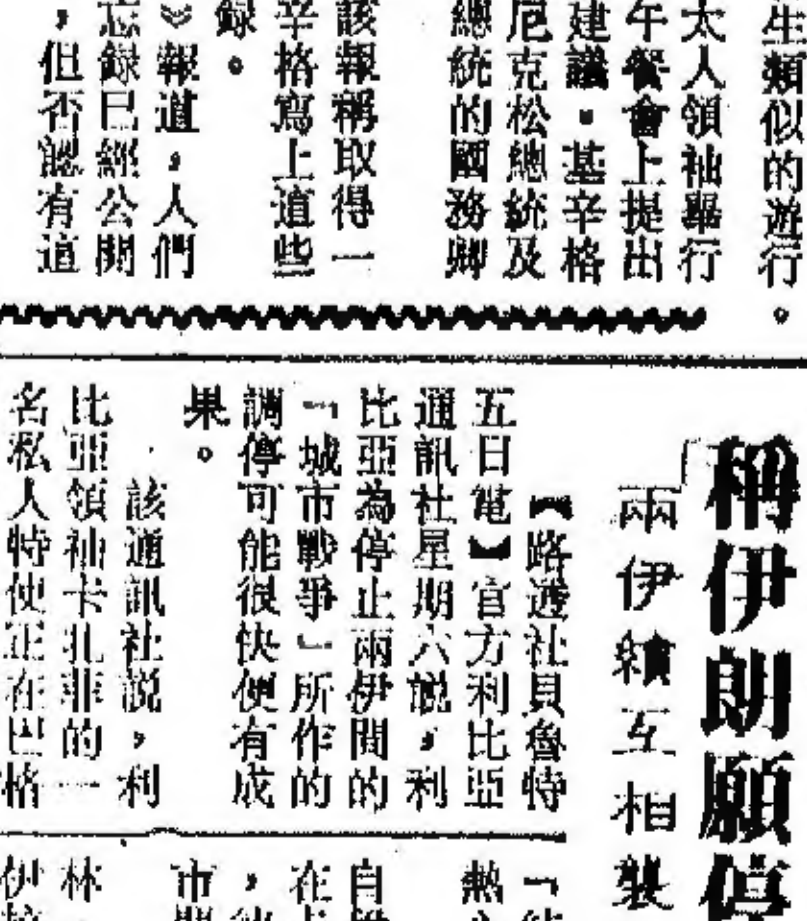 生類似的遊行。
太人領袖舉行
午餐會上提出
建議。基辛格
尼克松總統及
總統的國務卿
該報稱取得一
辛格寫上這些
錄。
》報道,人們
忘錄已經公開
,但否認有這
稱伊朗願停
兩伊續互相襲
【路透社貝魯特
五日電】官方利比亞
通訊社星期六說,利
比亞為停止兩伊間的
「城市戰爭」所作的
調停可能很快便有成
果。
該通訊社說,利
比亞領袖卡扎菲的一
名私人特使正在巴格
「
熱
自
在
,
市
林
伊